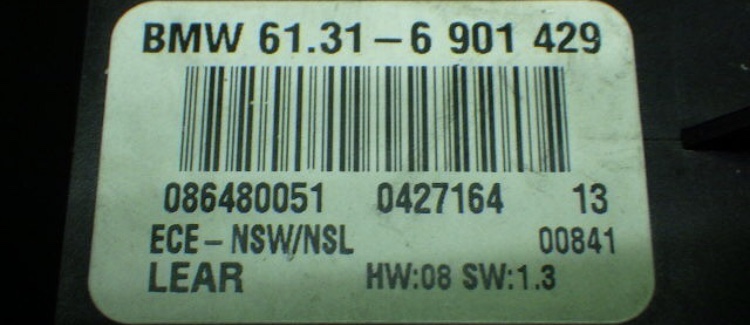 BMW 61.31-6 901 429
086480051 0427164 13
ECE-NSW/NSL 00841
LEAR HW:08 SW:1.3